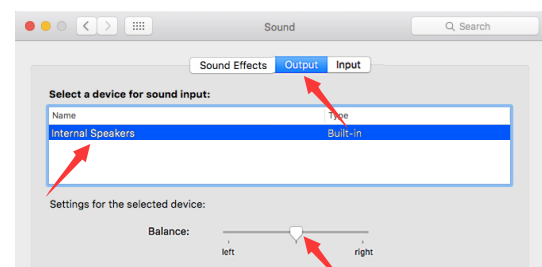 Sound
Search
Sound Effects Output Input
Select a device for sound input:
Name Type
Internal Speakers Built-in
Settings for the selected device:
Balance:
left right